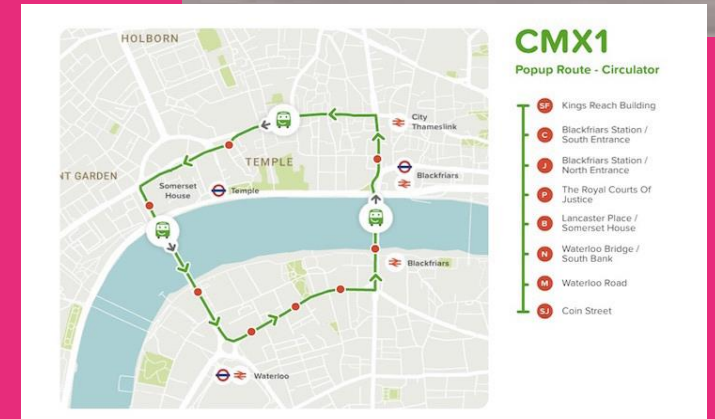 HOLBORN
City
Thameslink
TEMPLE
NT GARDEN
Somerset
House
Temple
Blackfriars
Blackfriars
Waterloo
CMX1
Popup Route - Circulator
SF Kings Reach Building
C Blackfriars Station /
South Entrance
J Blackfriars Station /
North Entrance
P The Royal Courts Of
Justice
B Lancaster Place /
Somerset House
N Waterloo Bridge /
South Bank
M Waterloo Road
SJ Coin Street